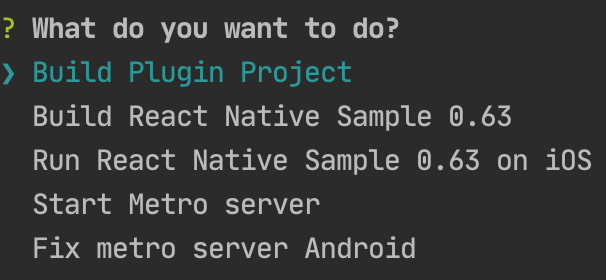 ? What do you want to do?
❯ Build Plugin Project
Build React Native Sample 0.63
Run React Native Sample 0.63 on iOS
Start Metro server
Fix metro server Android